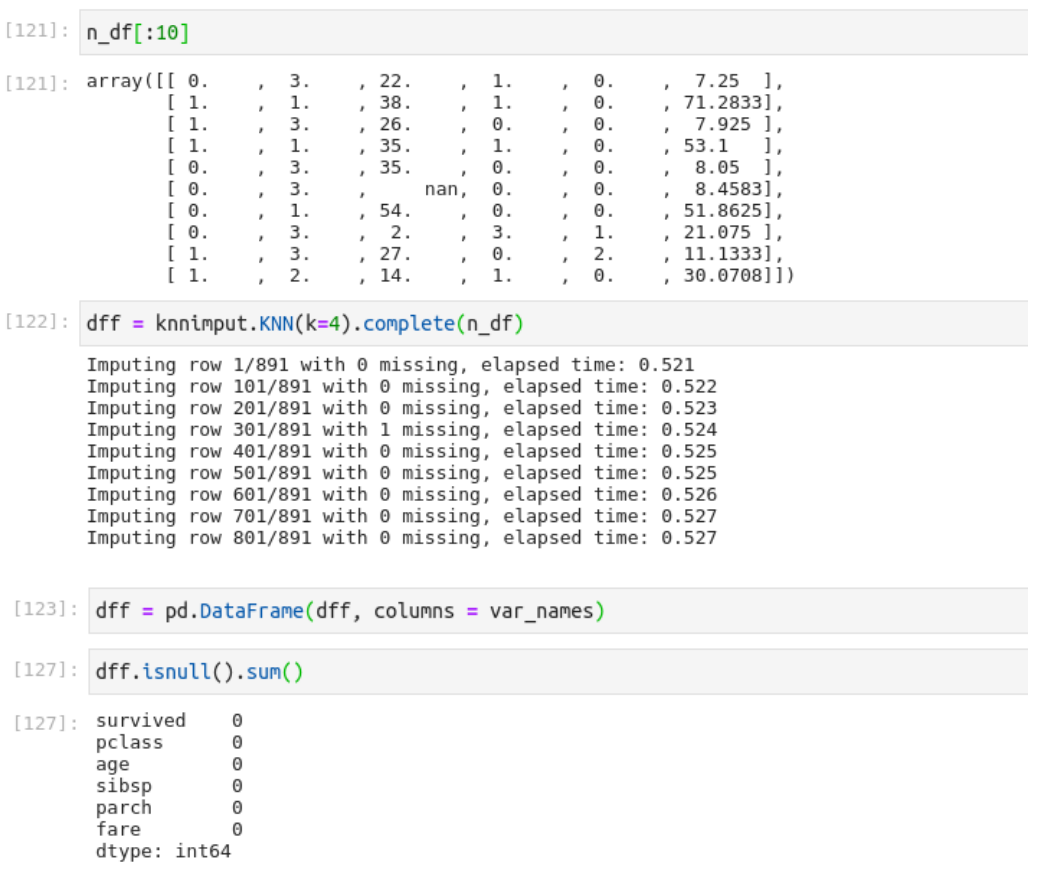 [121]: n_df[:10]
[121]: array([[ 0.    ,  3.    , 22.    ,  1.    ,  0.    ,  7.25  ],
       [ 1.    ,  1.    , 38.    ,  1.    ,  0.    , 71.2833],
       [ 1.    ,  3.    , 26.    ,  0.    ,  0.    ,  7.925 ],
       [ 1.    ,  1.    , 35.    ,  1.    ,  0.    , 53.1   ],
       [ 0.    ,  3.    , 35.    ,  0.    ,  0.    ,  8.05  ],
       [ 0.    ,  3.    ,     nan,  0.    ,  0.    ,  8.4583],
       [ 0.    ,  1.    , 54.    ,  0.    ,  0.    , 51.8625],
       [ 0.    ,  3.    ,  2.    ,  3.    ,  1.    , 21.075 ],
       [ 1.    ,  3.    , 27.    ,  0.    ,  2.    , 11.1333],
       [ 1.    ,  2.    , 14.    ,  1.    ,  0.    , 30.0708]])
[122]: dff = knnimput.KNN(k=4).complete(n_df)
Imputing row 1/891 with 0 missing, elapsed time: 0.521
Imputing row 101/891 with 0 missing, elapsed time: 0.522
Imputing row 201/891 with 0 missing, elapsed time: 0.523
Imputing row 301/891 with 1 missing, elapsed time: 0.524
Imputing row 401/891 with 0 missing, elapsed time: 0.525
Imputing row 501/891 with 0 missing, elapsed time: 0.525
Imputing row 601/891 with 0 missing, elapsed time: 0.526
Imputing row 701/891 with 0 missing, elapsed time: 0.527
Imputing row 801/891 with 0 missing, elapsed time: 0.527
[123]: dff = pd.DataFrame(dff, columns = var_names)
[127]: dff.isnull().sum()
[127]: survived    0
pclass      0
age         0
sibsp       0
parch       0
fare        0
dtype: int64